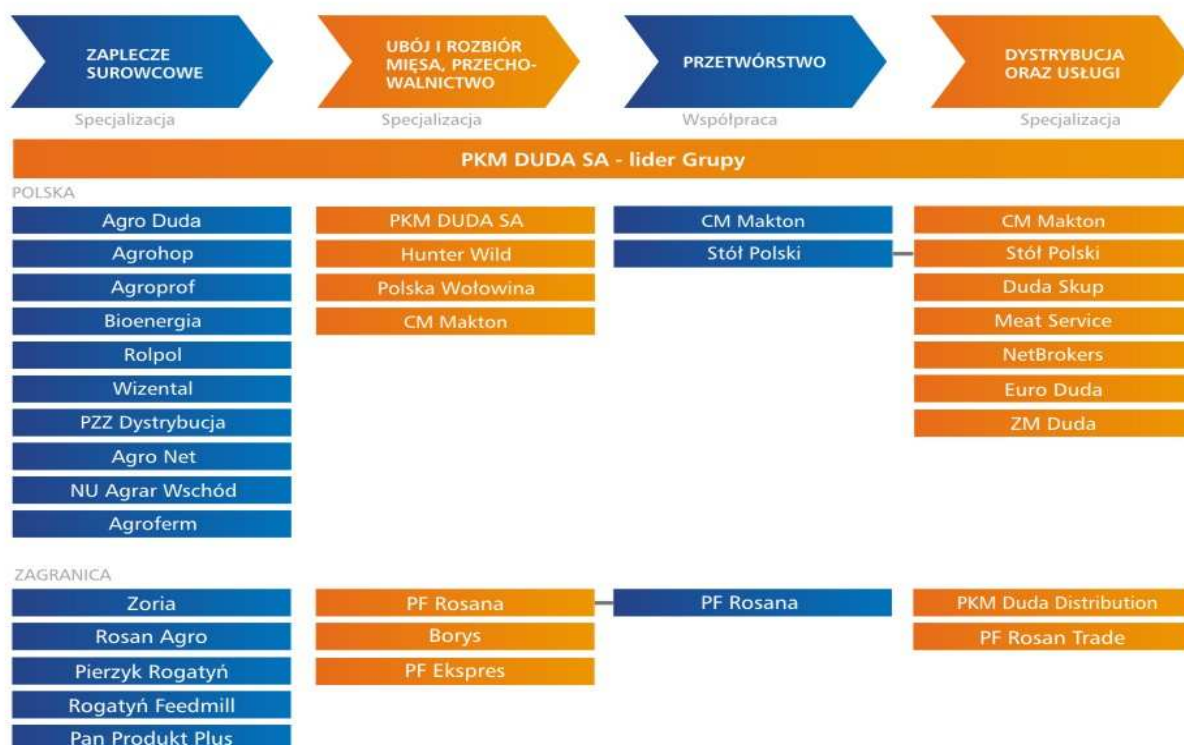 ZAPLECZE
SUROWCOWE
UBÓJ I ROZBIÓR
MIĘSA, PRZECHO-
WALNICTWO
PRZETWÓRSTWO
DYSTRYBUCJA
ORAZ USŁUGI
Specjalizacja
Specjalizacja
Współpraca
Specjalizacja
PKM DUDA SA - lider Grupy
POLSKA
Agro Duda
Agrohop
Agroprof
Bioenergia
Rolpol
Wizental
PZZ Dystrybucja
Agro Net
NU Agrar Wschód
Agroferm
PKM DUDA SA
Hunter Wild
Polska Wołowina
CM Makton
CM Makton
Stół Polski
CM Makton
Stół Polski
Duda Skup
Meat Service
NetBrokers
Euro Duda
ZM Duda
ZAGRANICA
Zoria
Rosan Agro
Pierzyk Rogatyń
Rogatyń Feedmill
Pan Produkt Plus
PF Rosana
Borys
PF Ekspres
PF Rosana
PKM Duda Distribution
PF Rosan Trade